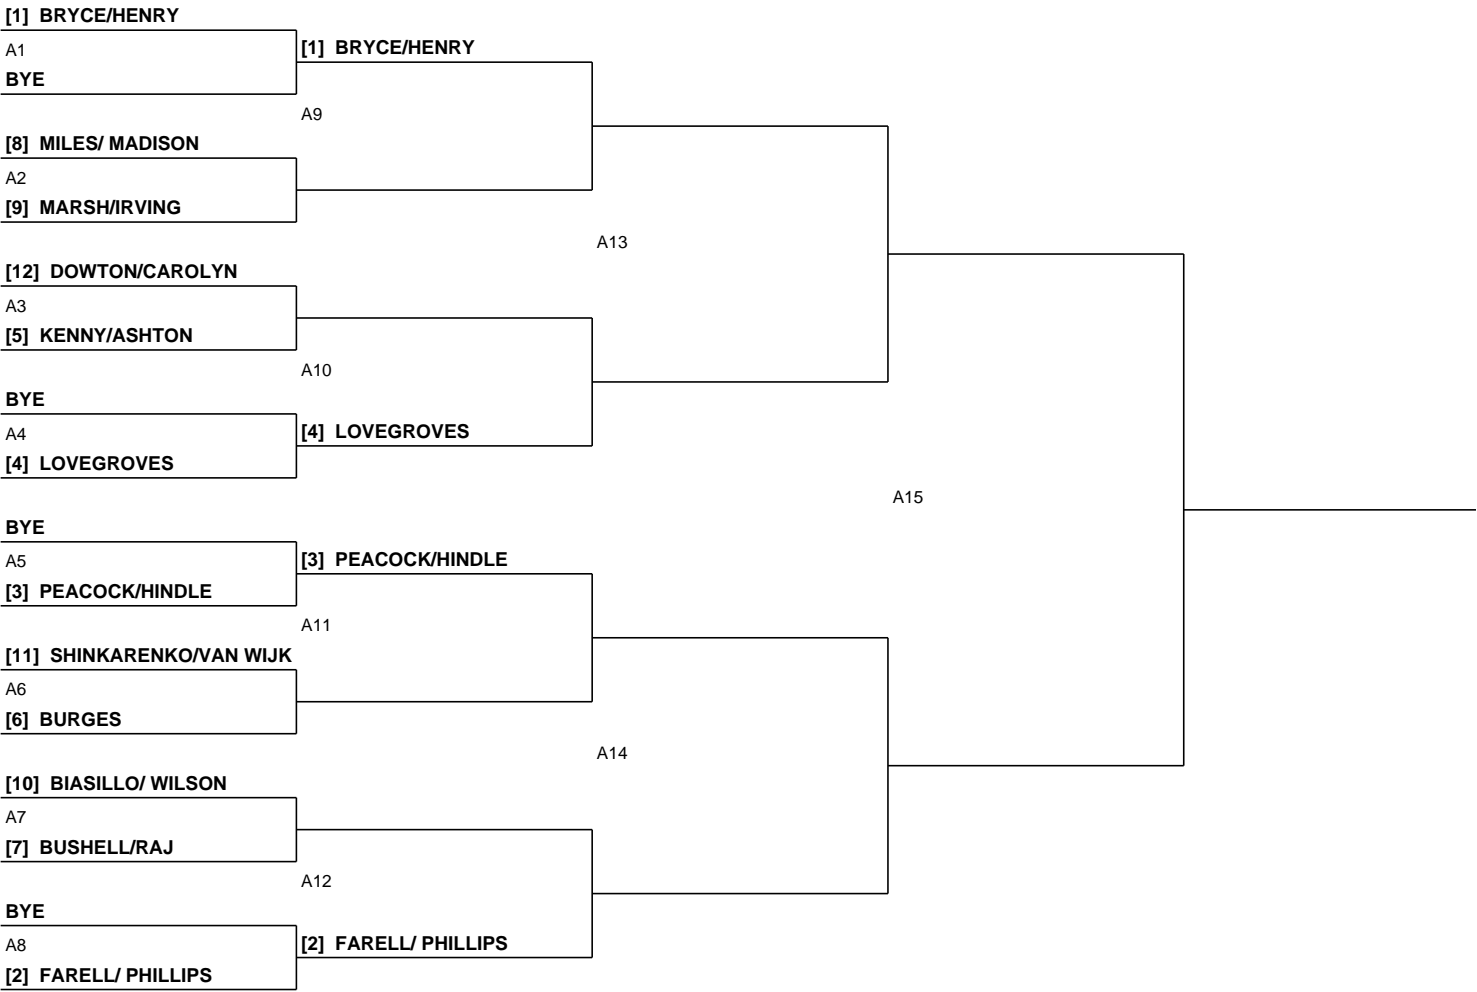 [1] BRYCE/HENRY
A1
[1] BRYCE/HENRY
BYE
A9
[8] MILES/ MADISON
A2
[9] MARSH/IRVING
A13
[12] DOWTON/CAROLYN
A3
[5] KENNY/ASHTON
A10
BYE
A4
[4] LOVEGROVES
[4] LOVEGROVES
A15
BYE
A5
[3] PEACOCK/HINDLE
[3] PEACOCK/HINDLE
A11
[11] SHINKARENKO/VAN WIJK
A6
[6] BURGES
A14
[10] BIASILLO/ WILSON
A7
[7] BUSHELL/RAJ
A12
BYE
A8
[2] FARELL/ PHILLIPS
[2] FARELL/ PHILLIPS